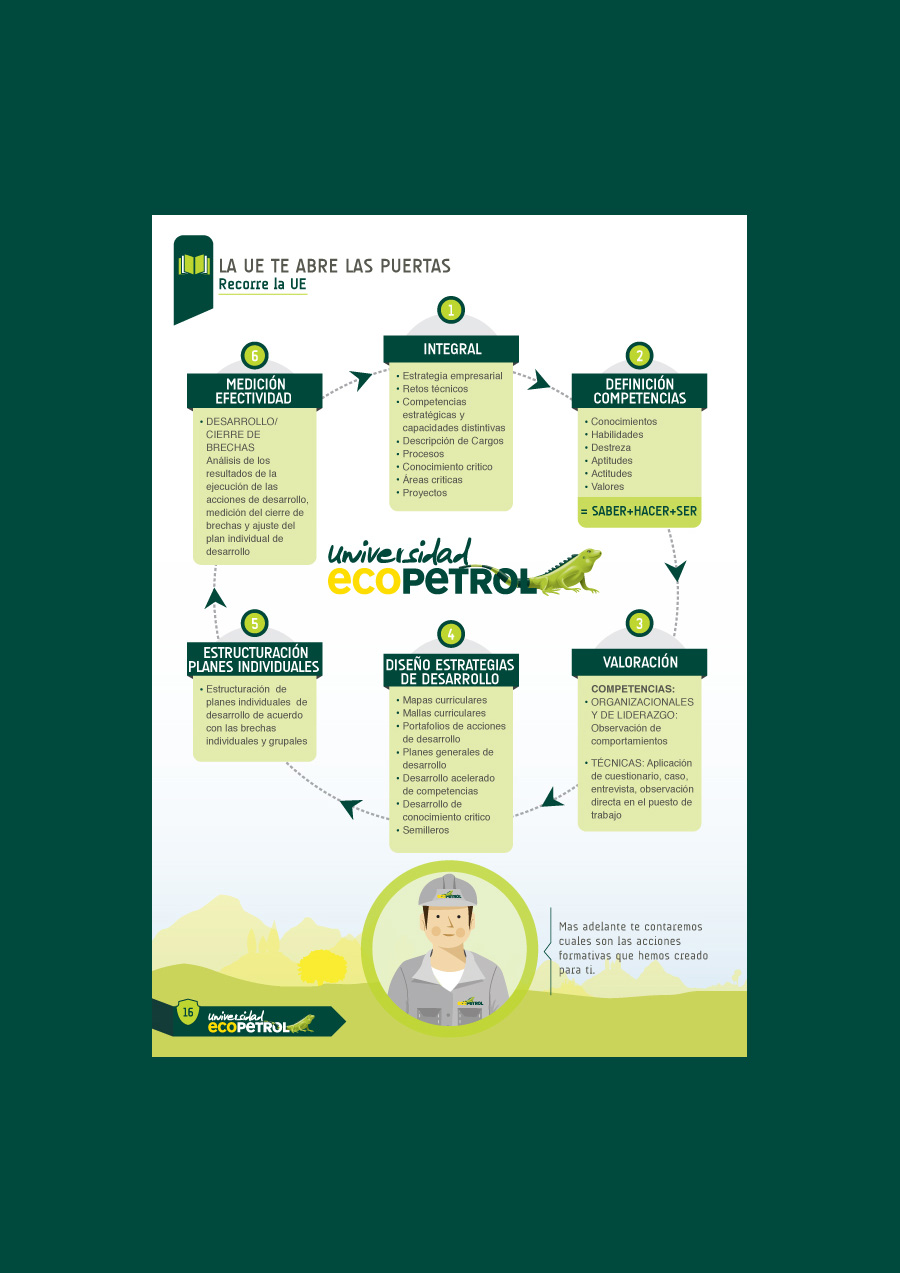 LA UE TE ABRE LAS PUERTAS
Recorre la UE
1
INTEGRAL
• Estrategia empresarial
• Retos técnicos
• Competencias
estratégicas y
capacidades distintivas
• Descripción de Cargos
• Procesos
• Conocimiento critico
• Áreas criticas
• Proyectos
2
DEFINICIÓN
COMPETENCIAS
• Conocimientos
• Habilidades
• Destreza
• Aptitudes
• Actitudes
• Valores
= SABER+HACER+SER
3
VALORACIÓN
COMPETENCIAS:
• ORGANIZACIONALES
Y DE LIDERAZGO:
Observación de
comportamientos
• TÉCNICAS: Aplicación
de cuestionario, caso,
entrevista, observación
directa en el puesto de
trabajo
4
DISEÑO ESTRATEGIAS
DE DESARROLLO
• Mapas curriculares
• Mallas curriculares
• Portafolios de acciones
de desarrollo
• Planes generales de
desarrollo
• Desarrollo acelerado
de competencias
• Desarrollo de
conocimiento critico
• Semilleros
5
ESTRUCTURACIÓN
PLANES INDIVIDUALES
• Estructuración de
planes individuales de
desarrollo de acuerdo
con las brechas
individuales y grupales
6
MEDICIÓN
EFECTIVIDAD
• DESARROLLO/
CIERRE DE
BRECHAS
Análisis de los
resultados de la
ejecución de las
acciones de desarrollo,
medición del cierre de
brechas y ajuste del
plan individual de
desarrollo
Universidad
ecoPETROL
ecoPETROL
ecoPETROL
Mas adelante te contaremos
cuales son las acciones
formativas que hemos creado
para ti.
16
Universidad
ecoPETROL